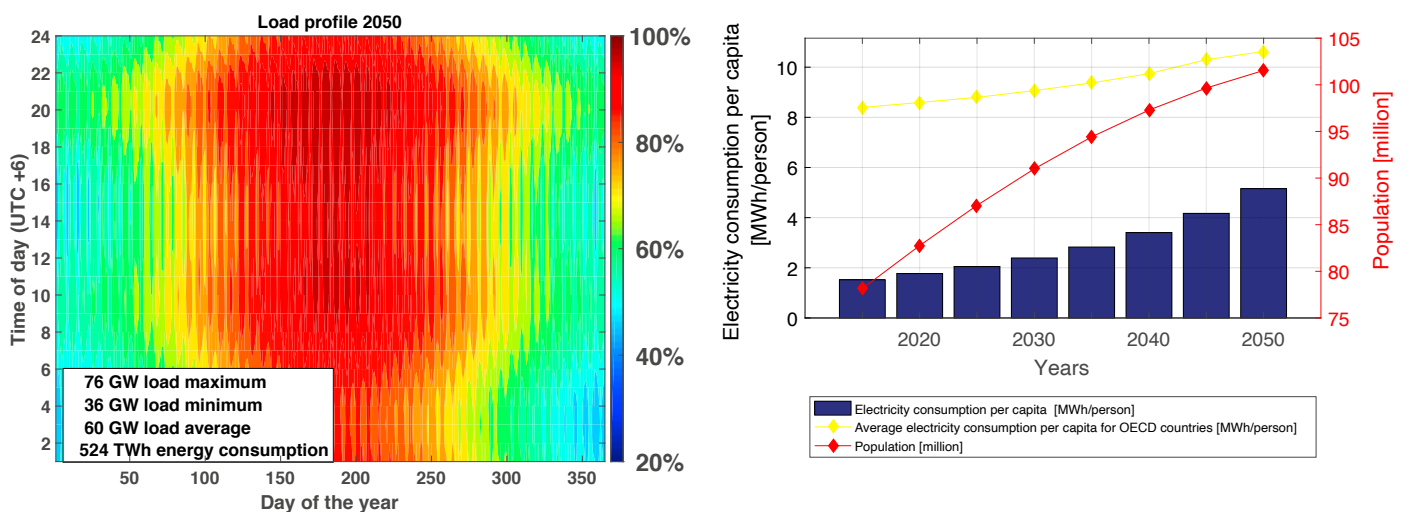 Load profile 2050
24
22
20
18
16
14
12
10
8
6
4
2
Time of day (UTC +6)
76 GW load maximum
36 GW load minimum
60 GW load average
524 TWh energy consumption
50
100
150
200
250
300
350
Day of the year
100%
80%
60%
40%
20%
Electricity consumption per capita
[MWh/person]
10
8
6
4
2
0
2020
2030
2040
2050
Years
105
100
95
90
85
80
75
Population [million]
Electricity consumption per capita [MWh/person]
Average electricity consumption per capita for OECD countries [MWh/person]
Population [million]